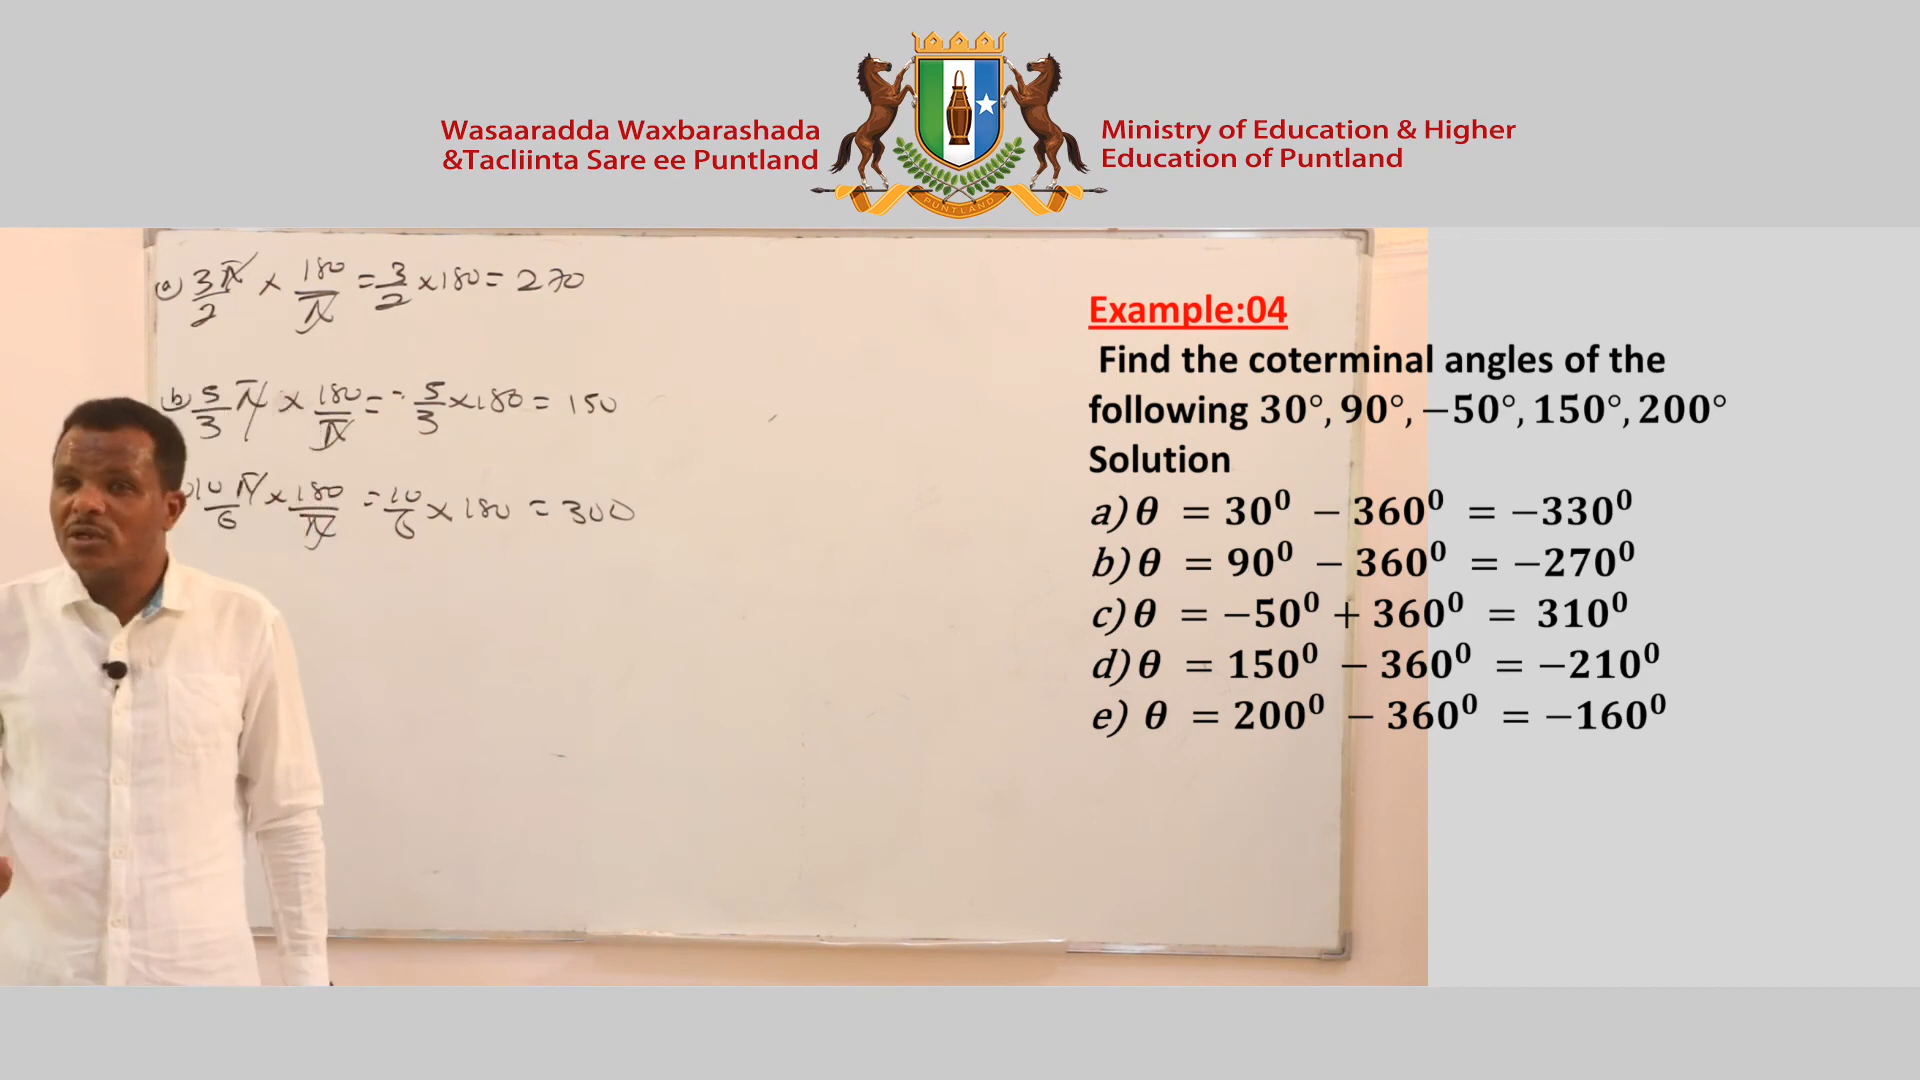 Wasaaradda Waxbarashada
&Tacliinta Sare ee Puntland
Ministry of Education & Higher
Education of Puntland
PUNTLAND
a) 3π/2 × 180/π = 3/2 × 180 = 270
b) 5/3 π × 180/π = 5/3 × 180 = 150
) 10π/6 × 180/π = 10/6 × 180 = 300
Example:04
Find the coterminal angles of the
following 30°, 90°, −50°, 150°, 200°
Solution
a) θ = 30⁰ − 360⁰ = −330⁰
b) θ = 90⁰ − 360⁰ = −270⁰
c) θ = −50⁰ + 360⁰ = 310⁰
d) θ = 150⁰ − 360⁰ = −210⁰
e) θ = 200⁰ − 360⁰ = −160⁰